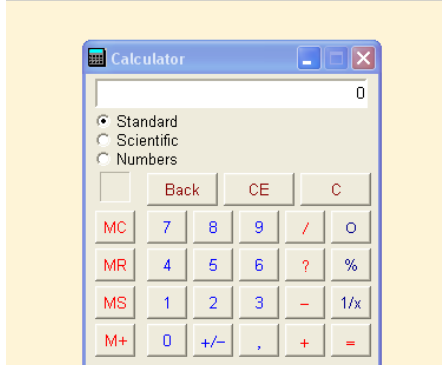 Calculator
0
Standard
Scientific
Numbers
Back CE C
MC 7 8 9 / O
MR 4 5 6 ? %
MS 1 2 3 − 1/x
M+ 0 +/− , + =